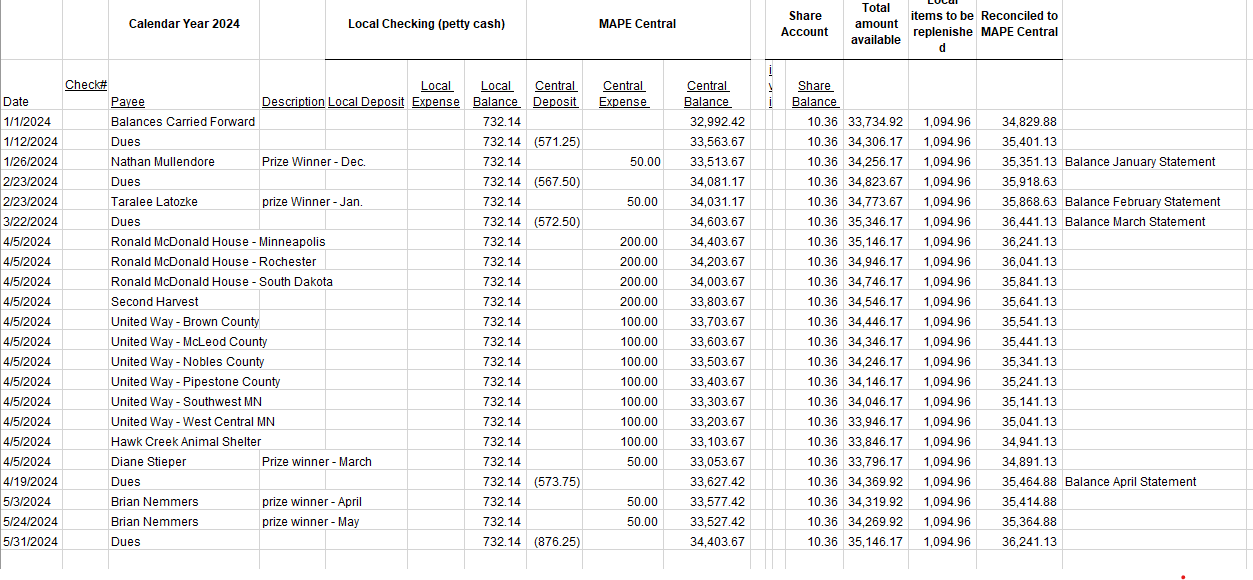 Calendar Year 2024 Local Checking (petty cash) MAPE Central Share Account Total amount available Local items to be replenished Reconciled to MAPE Central
Date Check# Payee Description Local Deposit Local Expense Local Balance Central Deposit Central Expense Central Balance Share Balance
1/1/2024 Balances Carried Forward 732.14 32,992.42 10.36 33,734.92 1,094.96 34,829.88
1/12/2024 Dues 732.14 (571.25) 33,563.67 10.36 34,306.17 1,094.96 35,401.13
1/26/2024 Nathan Mullendore Prize Winner - Dec. 732.14 50.00 33,513.67 10.36 34,256.17 1,094.96 35,351.13 Balance January Statement
2/23/2024 Dues 732.14 (567.50) 34,081.17 10.36 34,823.67 1,094.96 35,918.63
2/23/2024 Taralee Latozke prize Winner - Jan. 732.14 50.00 34,031.17 10.36 34,773.67 1,094.96 35,868.63 Balance February Statement
3/22/2024 Dues 732.14 (572.50) 34,603.67 10.36 35,346.17 1,094.96 36,441.13 Balance March Statement
4/5/2024 Ronald McDonald House - Minneapolis 732.14 200.00 34,403.67 10.36 35,146.17 1,094.96 36,241.13
4/5/2024 Ronald McDonald House - Rochester 732.14 200.00 34,203.67 10.36 34,946.17 1,094.96 36,041.13
4/5/2024 Ronald McDonald House - South Dakota 732.14 200.00 34,003.67 10.36 34,746.17 1,094.96 35,841.13
4/5/2024 Second Harvest 732.14 200.00 33,803.67 10.36 34,546.17 1,094.96 35,641.13
4/5/2024 United Way - Brown County 732.14 100.00 33,703.67 10.36 34,446.17 1,094.96 35,541.13
4/5/2024 United Way - McLeod County 732.14 100.00 33,603.67 10.36 34,346.17 1,094.96 35,441.13
4/5/2024 United Way - Nobles County 732.14 100.00 33,503.67 10.36 34,246.17 1,094.96 35,341.13
4/5/2024 United Way - Pipestone County 732.14 100.00 33,403.67 10.36 34,146.17 1,094.96 35,241.13
4/5/2024 United Way - Southwest MN 732.14 100.00 33,303.67 10.36 34,046.17 1,094.96 35,141.13
4/5/2024 United Way - West Central MN 732.14 100.00 33,203.67 10.36 33,946.17 1,094.96 35,041.13
4/5/2024 Hawk Creek Animal Shelter 732.14 100.00 33,103.67 10.36 33,846.17 1,094.96 34,941.13
4/5/2024 Diane Stieper Prize winner - March 732.14 50.00 33,053.67 10.36 33,796.17 1,094.96 34,891.13
4/19/2024 Dues 732.14 (573.75) 33,627.42 10.36 34,369.92 1,094.96 35,464.88 Balance April Statement
5/3/2024 Brian Nemmers prize winner - April 732.14 50.00 33,577.42 10.36 34,319.92 1,094.96 35,414.88
5/24/2024 Brian Nemmers prize winner - May 732.14 50.00 33,527.42 10.36 34,269.92 1,094.96 35,364.88
5/31/2024 Dues 732.14 (876.25) 34,403.67 10.36 35,146.17 1,094.96 36,241.13